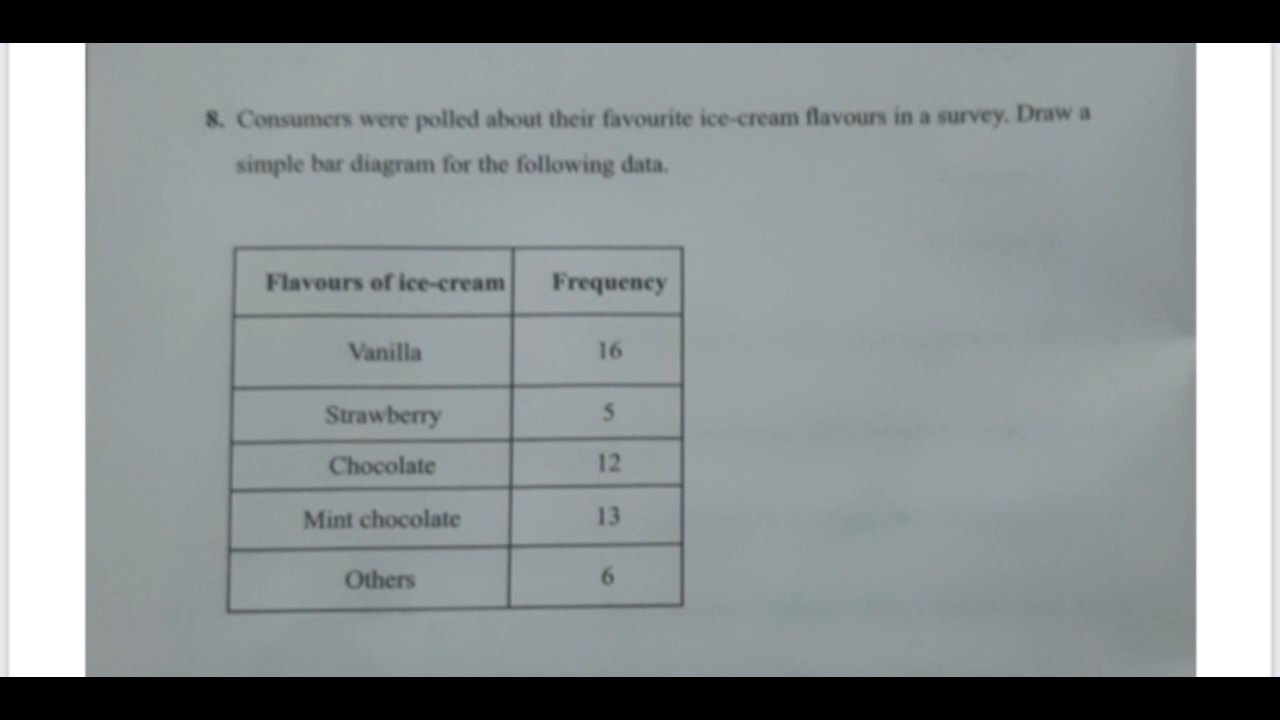 8. Consumers were polled about their favourite ice-cream flavours in a survey. Draw a
simple bar diagram for the following data.
Flavours of ice-cream Frequency
Vanilla 16
Strawberry 5
Chocolate 12
Mint chocolate 13
Others 6